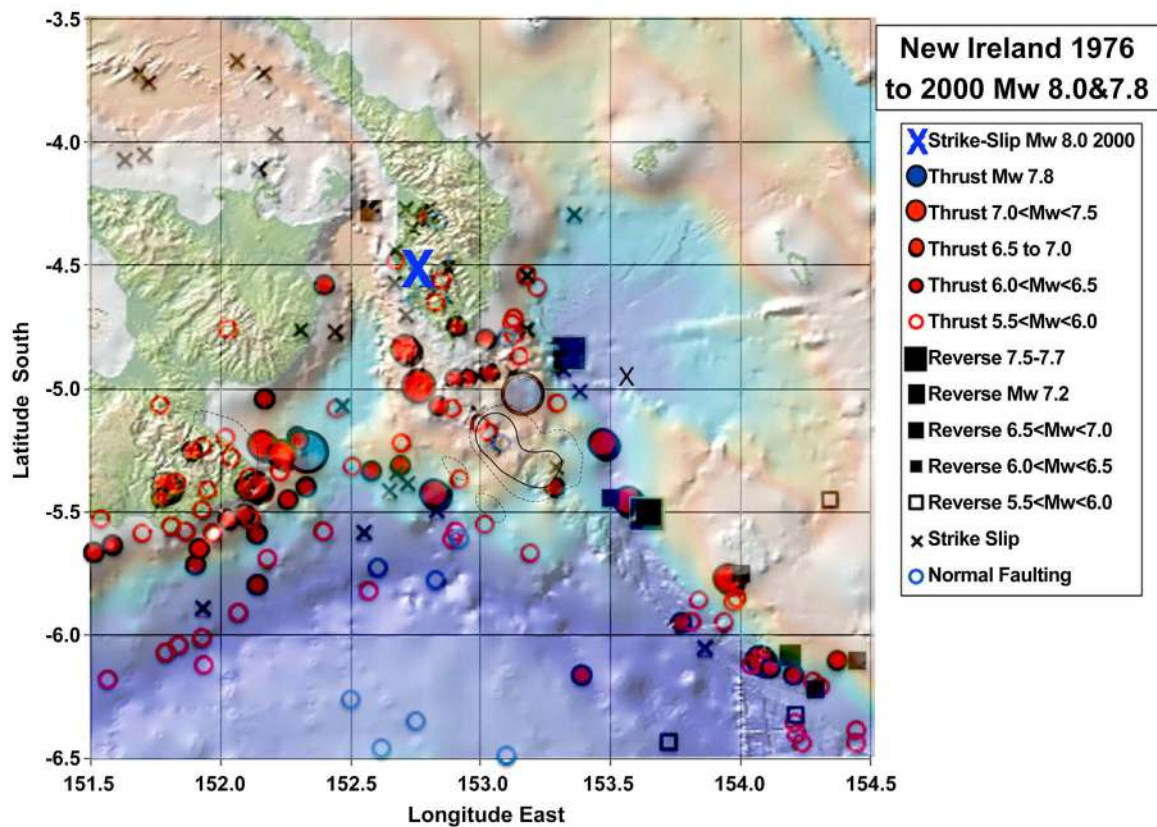 New Ireland 1976
to 2000 Mw 8.0&7.8
-3.5
-4.0
-4.5
-5.0
-5.5
-6.0
-6.5
Latitude South
151.5 152.0 152.5 153.0 153.5 154.0 154.5
Longitude East
X Strike-Slip Mw 8.0 2000
Thrust Mw 7.8
Thrust 7.0<Mw<7.5
Thrust 6.5 to 7.0
Thrust 6.0<Mw<6.5
Thrust 5.5<Mw<6.0
Reverse 7.5-7.7
Reverse Mw 7.2
Reverse 6.5<Mw<7.0
Reverse 6.0<Mw<6.5
Reverse 5.5<Mw<6.0
× Strike Slip
Normal Faulting